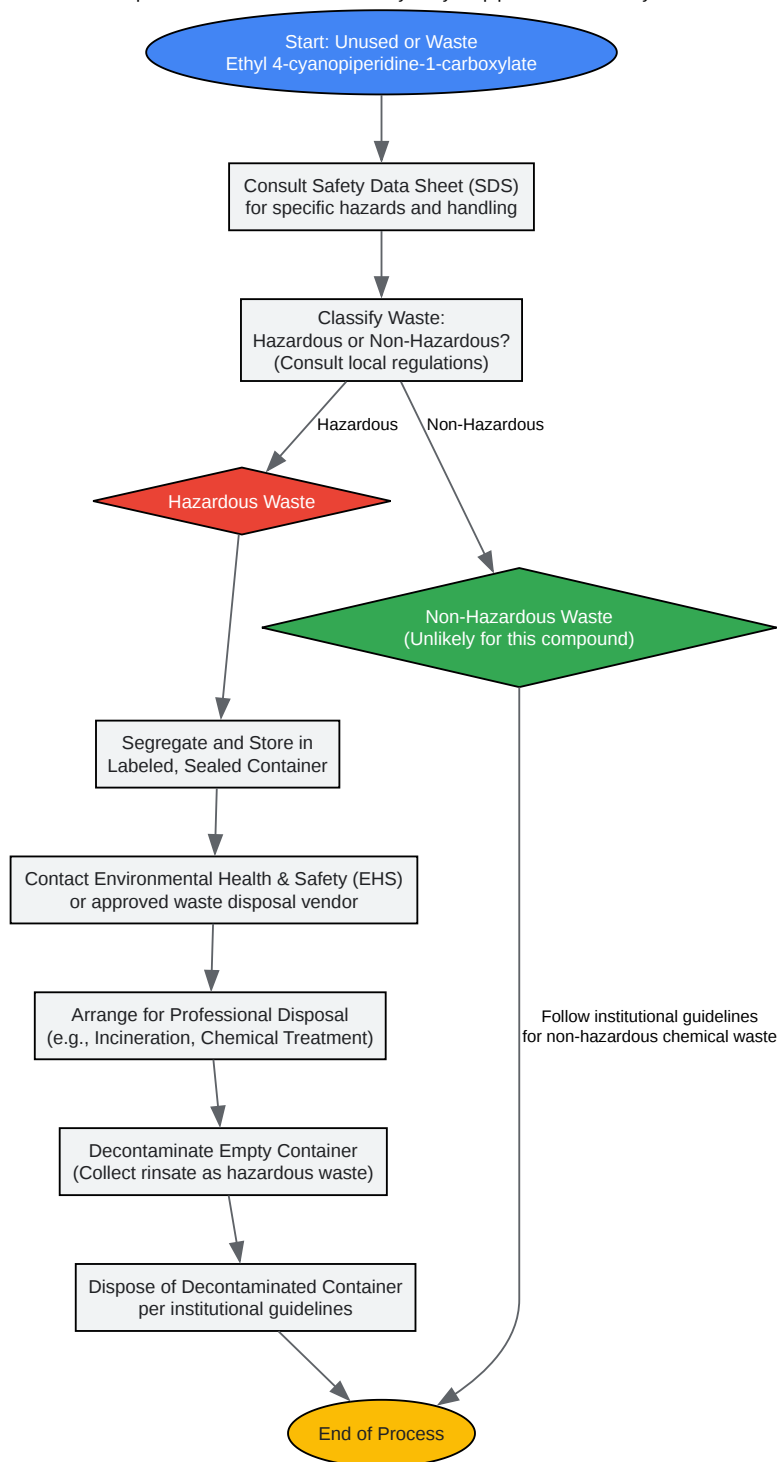 Start: Unused or Waste
Ethyl 4-cyanopiperidine-1-carboxylate
Consult Safety Data Sheet (SDS)
for specific hazards and handling
Classify Waste:
Hazardous or Non-Hazardous?
(Consult local regulations)
Hazardous
Non-Hazardous
Hazardous Waste
Non-Hazardous Waste
(Unlikely for this compound)
Segregate and Store in
Labeled, Sealed Container
Contact Environmental Health & Safety (EHS)
or approved waste disposal vendor
Arrange for Professional Disposal
(e.g., Incineration, Chemical Treatment)
Follow institutional guidelines
for non-hazardous chemical waste
Decontaminate Empty Container
(Collect rinsate as hazardous waste)
Dispose of Decontaminated Container
per institutional guidelines
End of Process